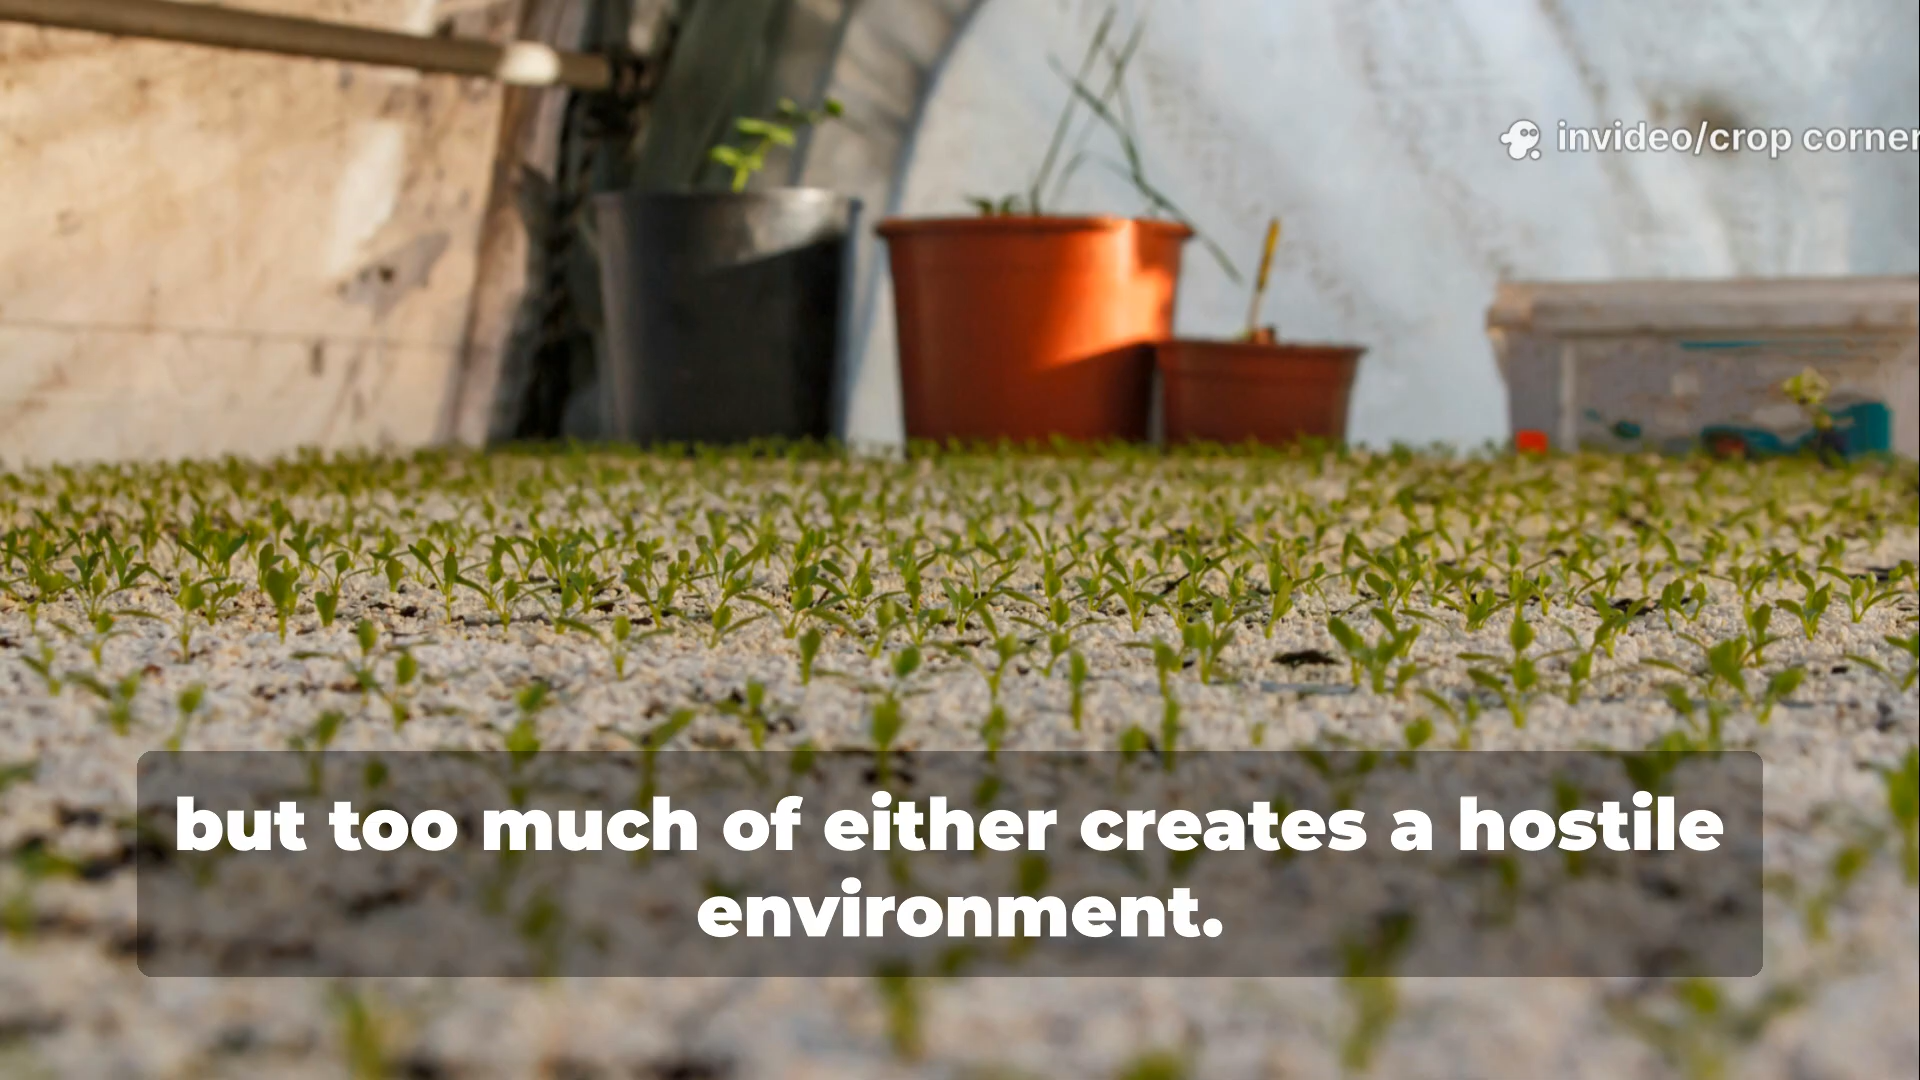 invideo/crop corner
but too much of either creates a hostile
environment.